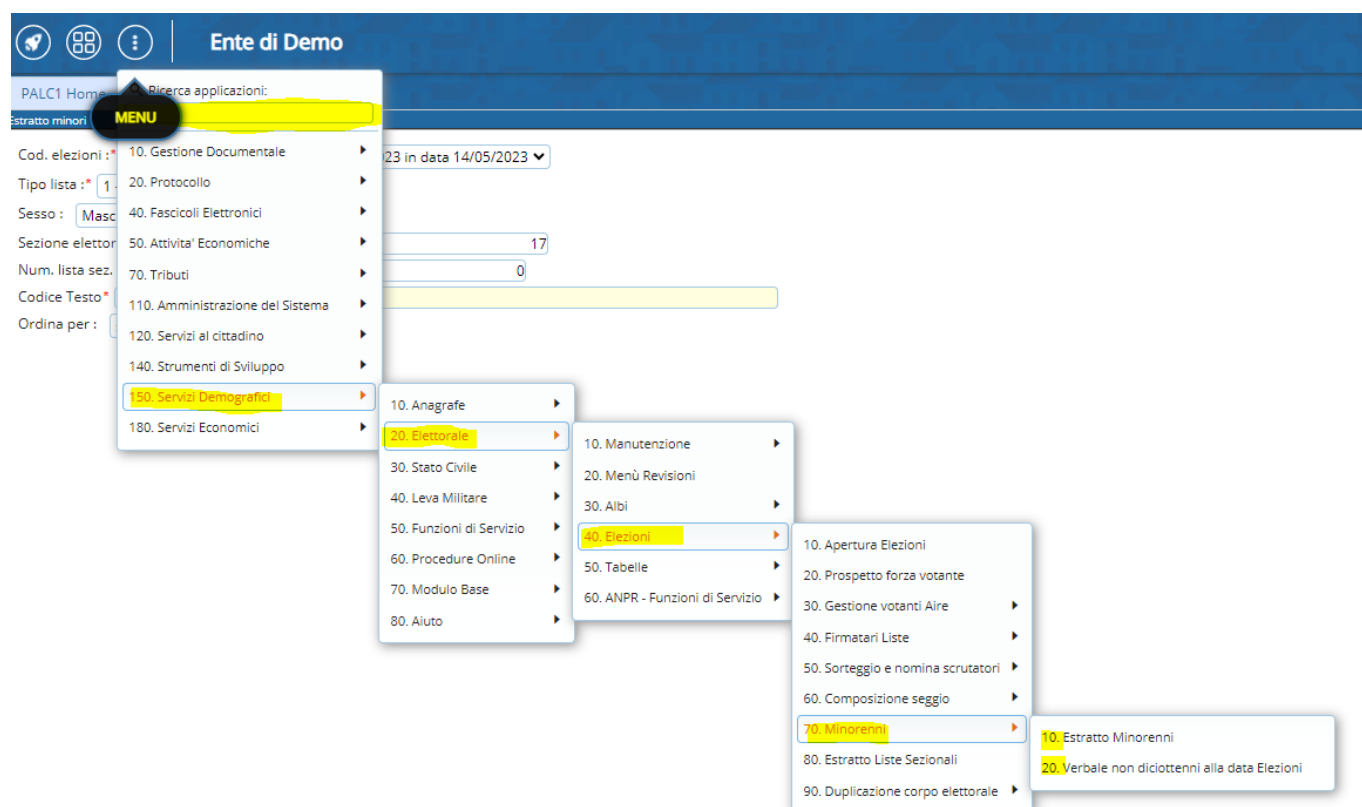 Ente di Demo
PALC1 Home
Ricerca applicazioni:
Estratto minori
MENU
Cod. elezioni :*
23 in data 14/05/2023
Tipo lista :* 1
Sesso :
Sezione
17
Num. lista sez.
0
Codice Testo*
Ordina per :
10. Gestione Documentale
20. Protocollo
40. Fascicoli Elettronici
50. Attivita' Economiche
70. Tributi
110. Amministrazione del Sistema
120. Servizi al cittadino
140. Strumenti di Sviluppo
150. Servizi Demografici
180. Servizi Economici
10. Anagrafe
20. Elettorale
30. Stato Civile
40. Leva Militare
50. Funzioni di Servizio
60. Procedure Online
70. Modulo Base
80. Aiuto
10. Manutenzione
20. Menù Revisioni
30. Albi
40. Elezioni
50. Tabelle
60. ANPR - Funzioni di Servizio
10. Apertura Elezioni
20. Prospetto forza votante
30. Gestione votanti Aire
40. Firmatari Liste
50. Sorteggio e nomina scrutatori
60. Composizione seggio
70. Minorenni
80. Estratto Liste Sezionali
90. Duplicazione corpo elettorale
10. Estratto Minorenni
20. Verbale non diciottenni alla data Elezioni